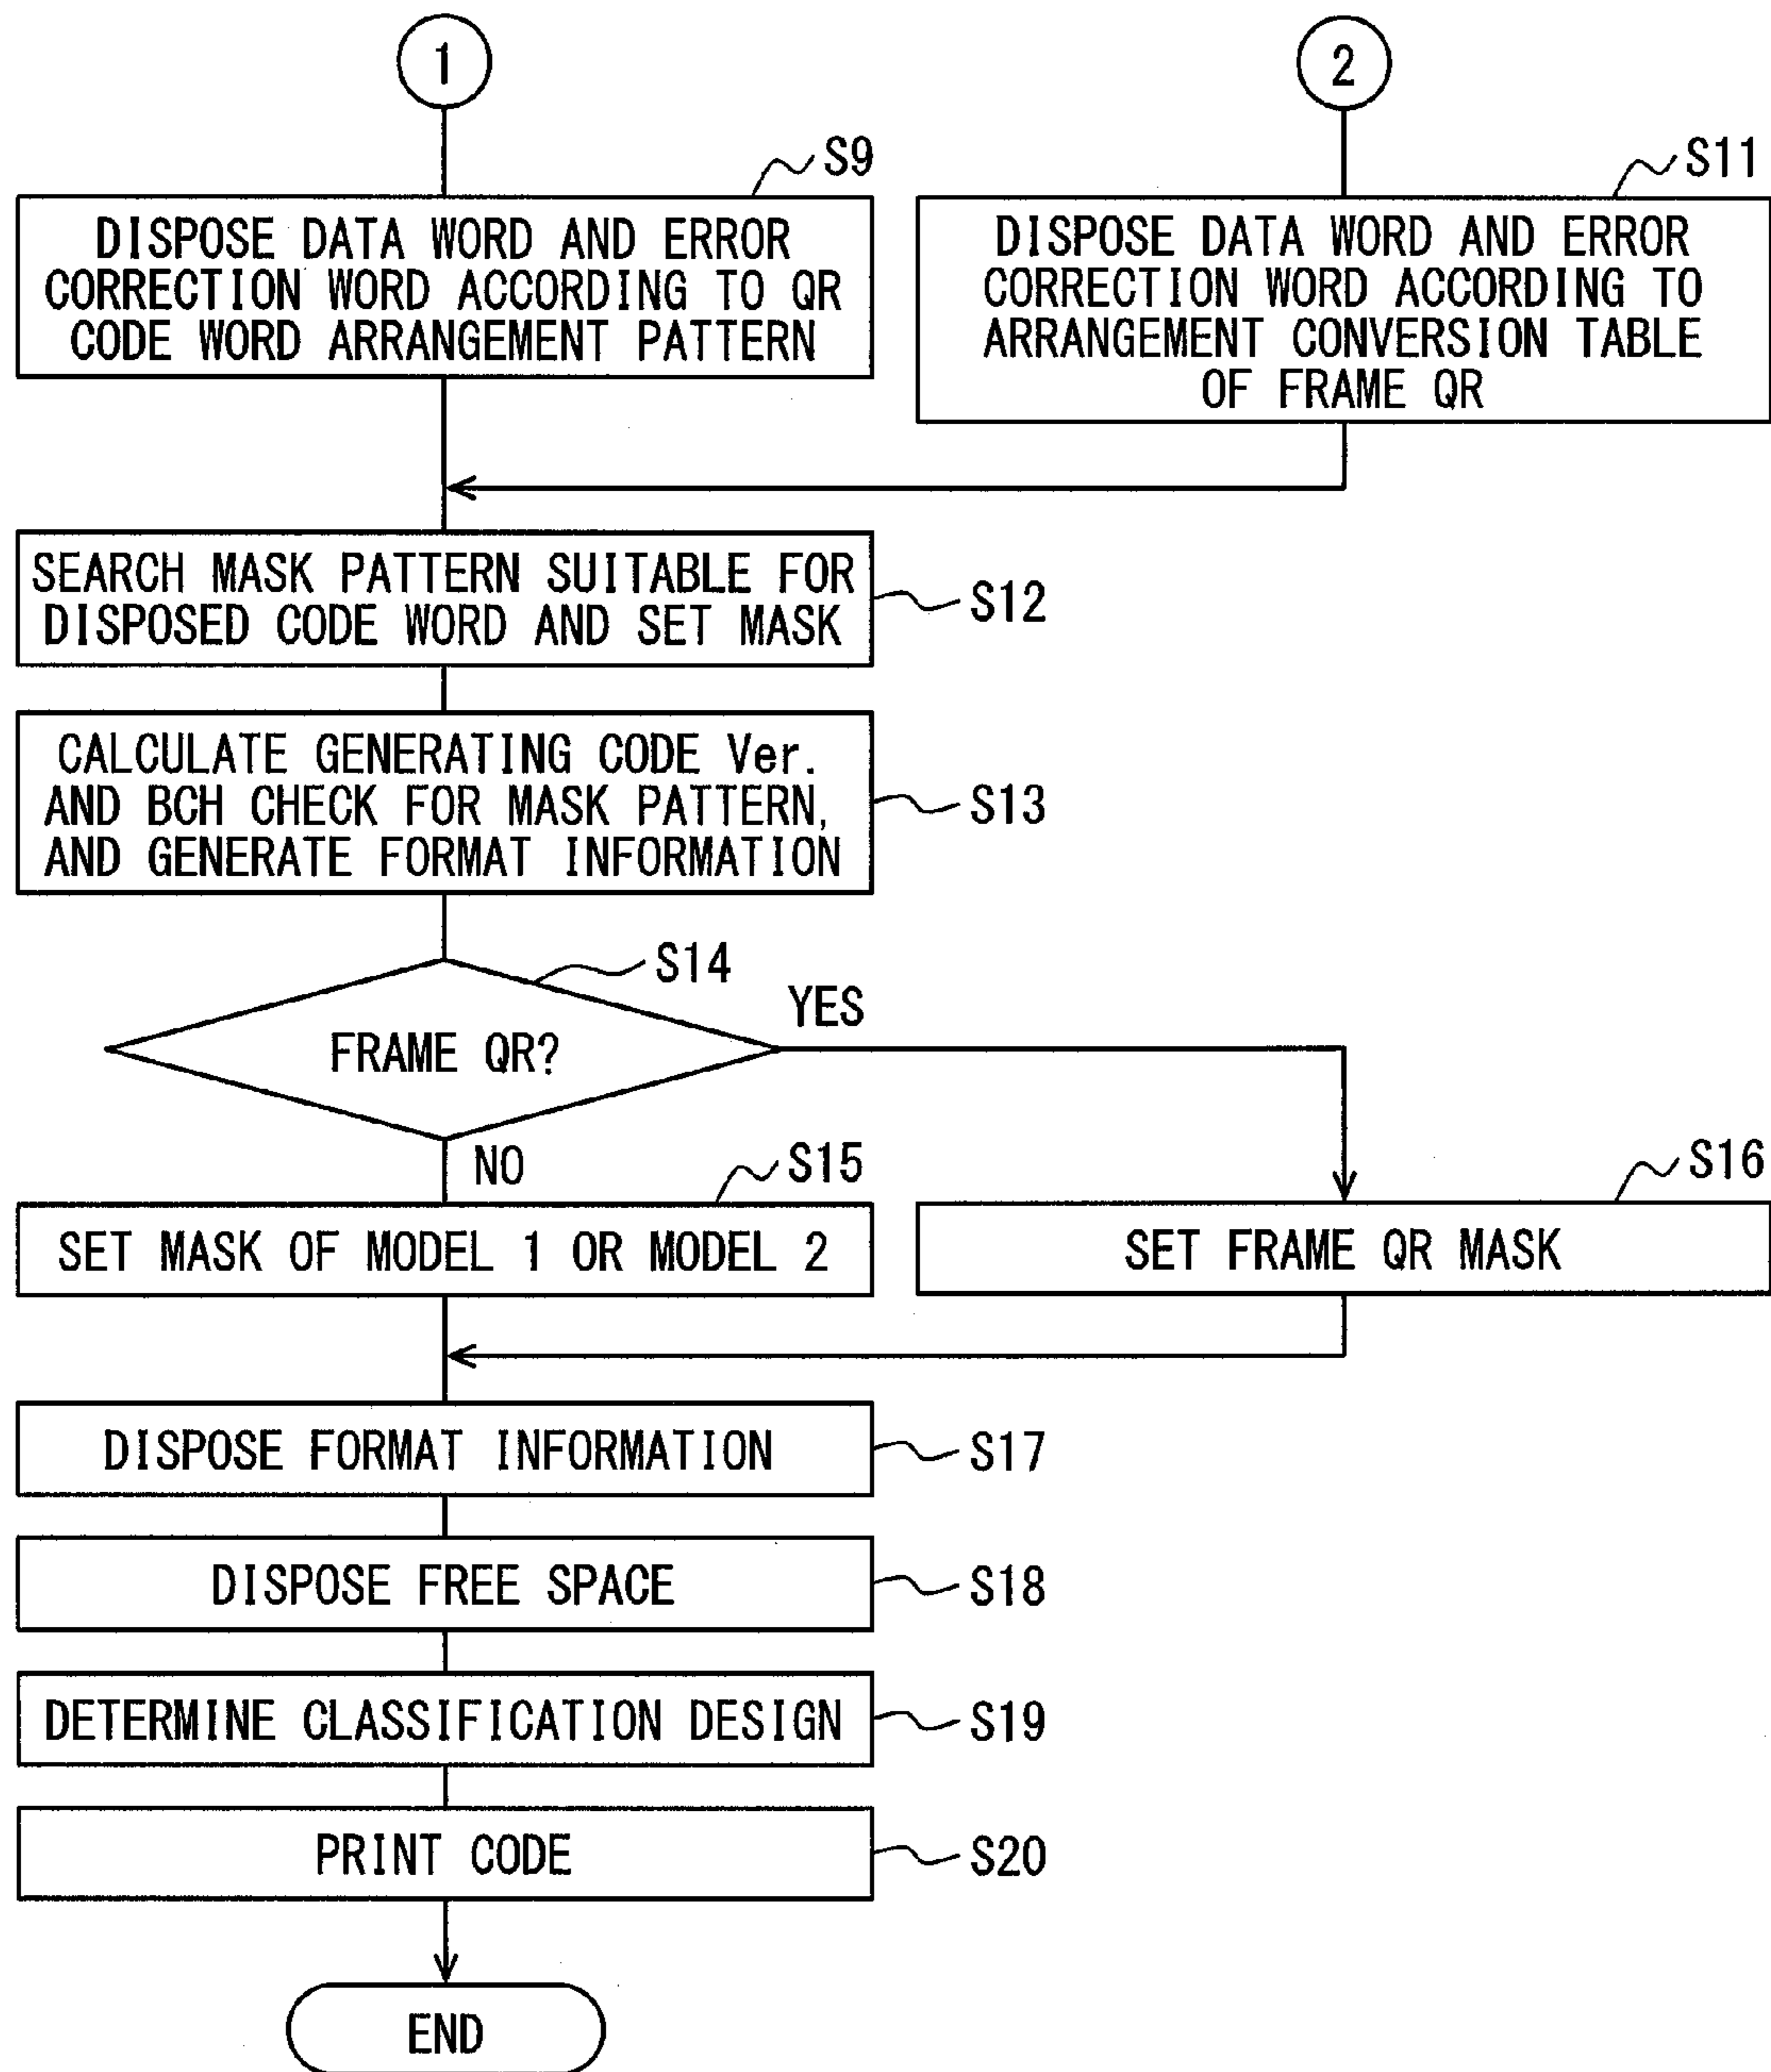 1
2
S9
S11
DISPOSE DATA WORD AND ERROR
CORRECTION WORD ACCORDING TO QR
CODE WORD ARRANGEMENT PATTERN
DISPOSE DATA WORD AND ERROR
CORRECTION WORD ACCORDING TO
ARRANGEMENT CONVERSION TABLE
OF FRAME QR
SEARCH MASK PATTERN SUITABLE FOR
DISPOSED CODE WORD AND SET MASK
S12
CALCULATE GENERATING CODE Ver.
AND BCH CHECK FOR MASK PATTERN,
AND GENERATE FORMAT INFORMATION
S13
S14
FRAME QR?
YES
NO
S15
S16
SET MASK OF MODEL 1 OR MODEL 2
SET FRAME QR MASK
DISPOSE FORMAT INFORMATION
S17
DISPOSE FREE SPACE
S18
DETERMINE CLASSIFICATION DESIGN
S19
PRINT CODE
S20
END